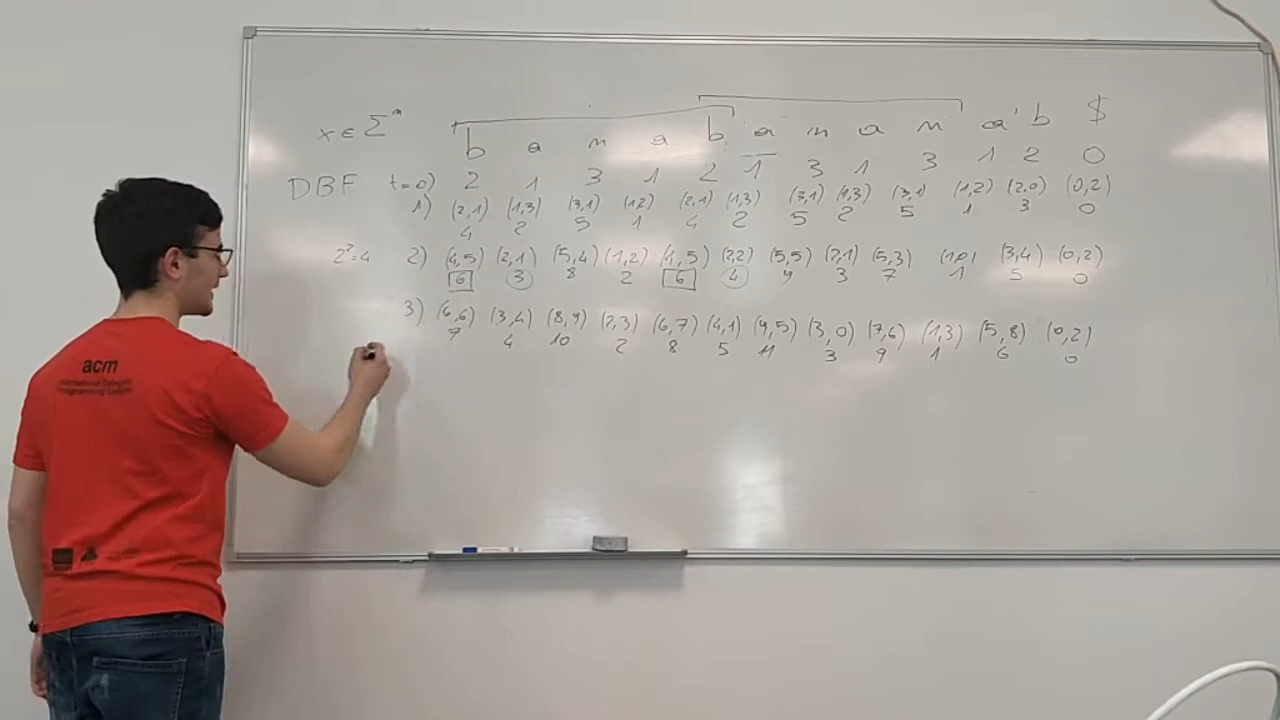 x ∈ Σⁿ b a n a b a n a n a b $
DBF t=0) 2 1 3 1 2 1 3 1 3 1 2 0
1) (2,1) (1,3) (3,1) (1,2) (2,1) (1,3) (3,1) (1,3) (3,1) (1,2) (2,0) (0,2)
4 2 5 1 4 2 5 2 5 1 3 0
2²=4 2) (4,5) (2,1) (5,4) (1,2) (4,5) (2,2) (5,5) (2,1) (5,3) (1,0) (3,4) (0,2)
6 3 8 2 6 4 9 3 7 1 5 0
3) (6,6) (3,4) (8,9) (2,3) (6,7) (4,1) (9,5) (3,0) (7,6) (1,3) (5,8) (0,2)
7 4 10 2 8 5 11 3 9 1 6 0
acm
International Collegiate
Programming Contest